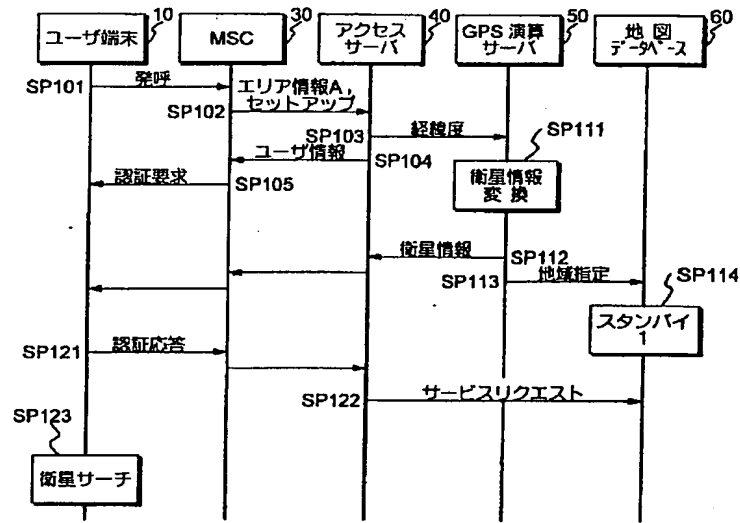 10
30
40
50
60
ユーザ端末
MSC
アクセス
サーバ
GPS 演算
サーバ
地 図
データベース
SP101
発呼
SP102
エリア情報A,
セットアップ
SP103
経緯度
SP111
ユーザ情報
SP104
認証要求
SP105
衛星情報
変 換
衛星情報
SP112
SP113
地域指定
SP114
スタンバイ
1
SP121
認証応答
SP122
サービスリクエスト
SP123
衛星サーチ